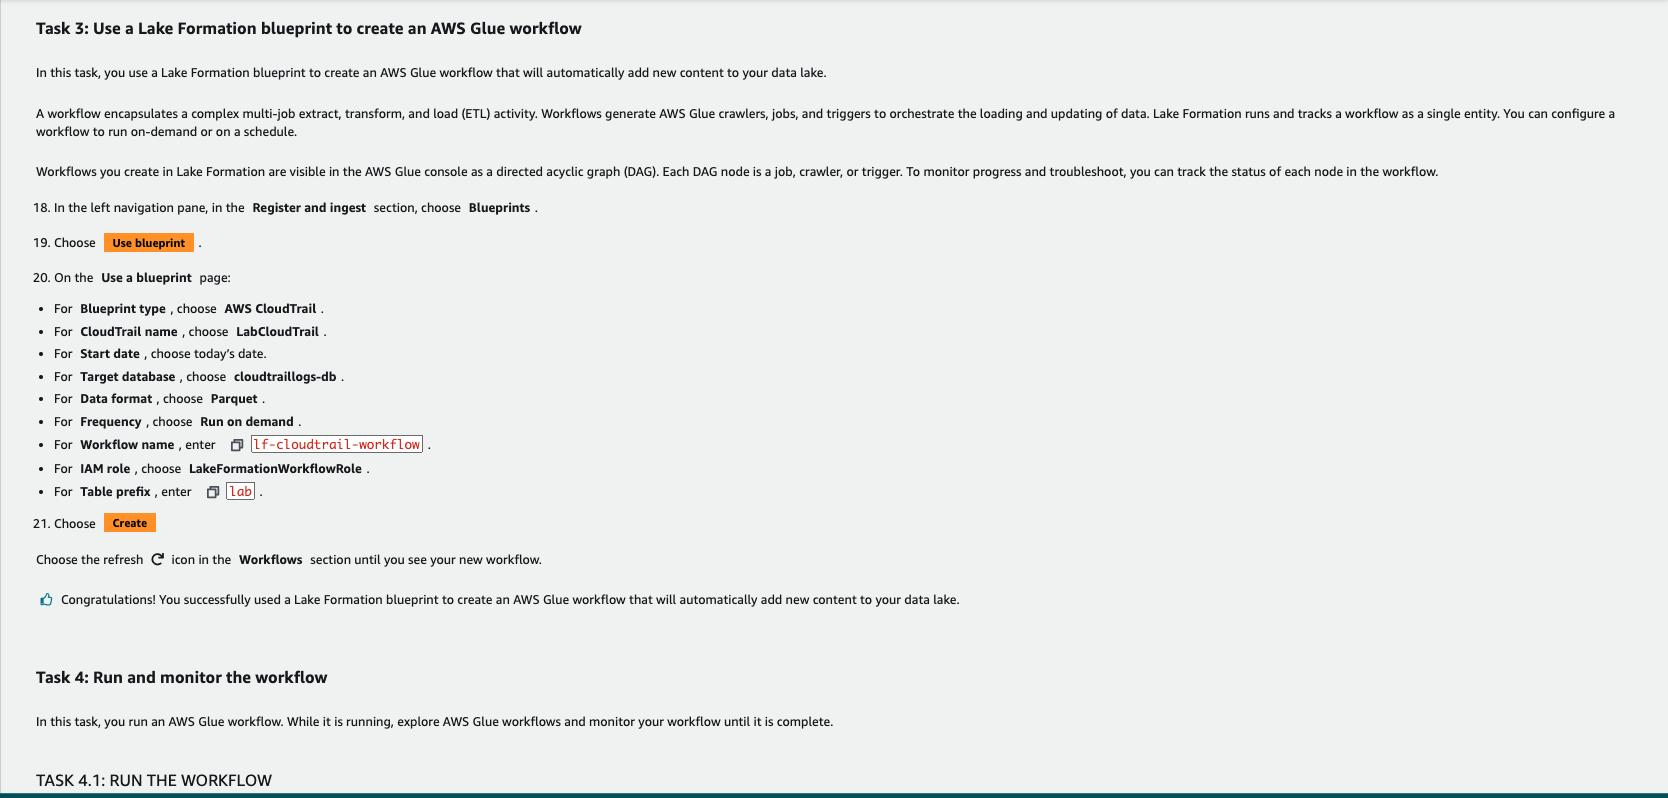 Task 3: Use a Lake Formation blueprint to create an AWS Glue workflow
In this task, you use a Lake Formation blueprint to create an AWS Glue workflow that will automatically add new content to your data lake.
A workflow encapsulates a complex multi-job extract, transform, and load (ETL) activity. Workflows generate AWS Glue crawlers, jobs, and triggers to orchestrate the loading and updating of data. Lake Formation runs and tracks a workflow as a single entity. You can configure a
workflow to run on-demand or on a schedule.
Workflows you create in Lake Formation are visible in the AWS Glue console as a directed acyclic graph (DAG). Each DAG node is a job, crawler, or trigger. To monitor progress and troubleshoot, you can track the status of each node in the workflow.
18. In the left navigation pane, in the Register and ingest section, choose Blueprints .
19. Choose Use blueprint .
20. On the Use a blueprint page:
• For Blueprint type , choose AWS CloudTrail .
• For CloudTrail name , choose LabCloudTrail .
• For Start date , choose today's date.
• For Target database , choose cloudtraillogs-db .
• For Data format , choose Parquet .
• For Frequency , choose Run on demand .
• For Workflow name , enter lf-cloudtrail-workflow .
• For IAM role , choose LakeFormationWorkflowRole .
• For Table prefix , enter lab .
21. Choose Create
Choose the refresh icon in the Workflows section until you see your new workflow.
Congratulations! You successfully used a Lake Formation blueprint to create an AWS Glue workflow that will automatically add new content to your data lake.
Task 4: Run and monitor the workflow
In this task, you run an AWS Glue workflow. While it is running, explore AWS Glue workflows and monitor your workflow until it is complete.
TASK 4.1: RUN THE WORKFLOW